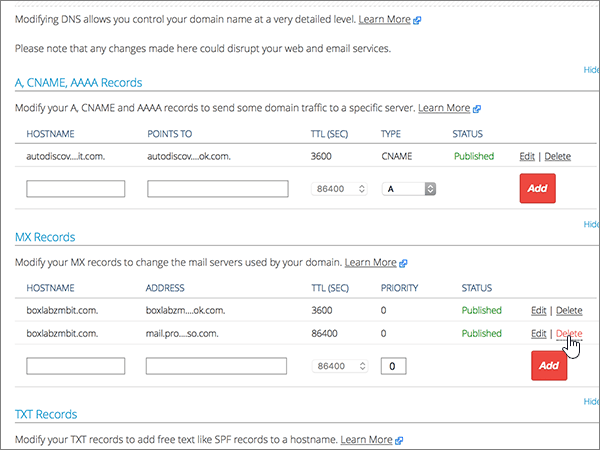 Modifying DNS allows you control your domain name at a very detailed level. Learn More
Please note that any changes made here could disrupt your web and email services.
Hide
A, CNAME, AAAA Records
Modify your A, CNAME and AAAA records to send some domain traffic to a specific server. Learn More
HOSTNAME POINTS TO TTL (SEC) TYPE STATUS
autodiscov....it.com. autodiscov....ok.com. 3600 CNAME Published Edit | Delete
86400 A Add
Hide
MX Records
Modify your MX records to change the mail servers used by your domain. Learn More
HOSTNAME ADDRESS TTL (SEC) PRIORITY STATUS
boxlabzmbit.com. boxlabzm....ok.com. 3600 0 Published Edit | Delete
boxlabzmbit.com. mail.pro....so.com. 86400 0 Published Edit | Delete
86400 0 Add
Hide
TXT Records
Modify your TXT records to add free text like SPF records to a hostname. Learn More